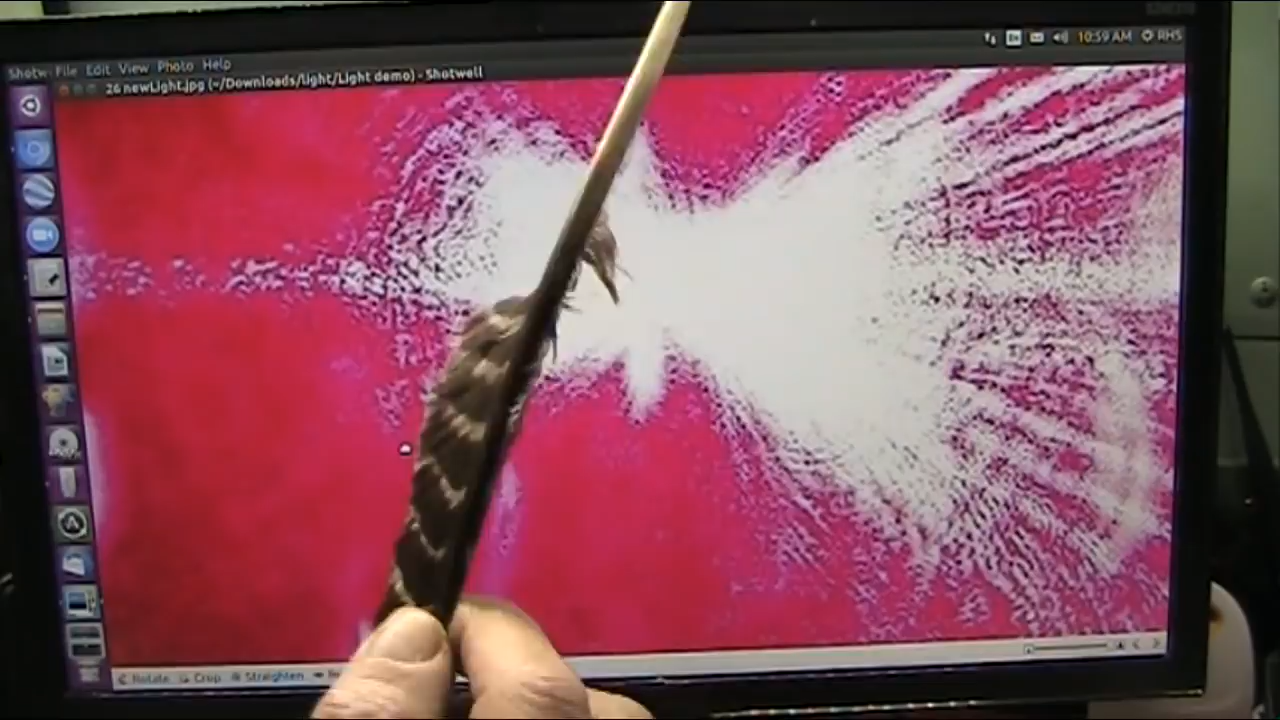 10:59 AM RHS
Shotw File Edit View Photo Help
26 newLight.jpg (~/Downloads/light/Light demo) - Shotwell
Rotate Crop Straighten